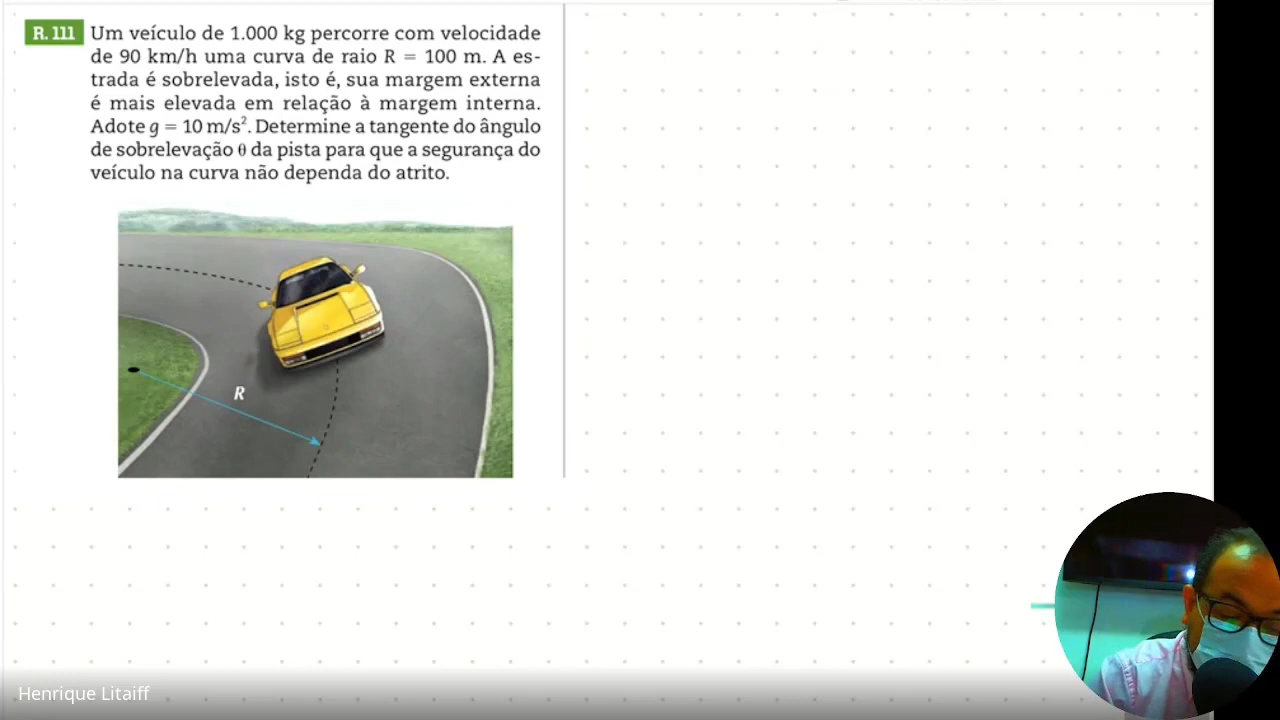 R. 111 Um veículo de 1.000 kg percorre com velocidade
de 90 km/h uma curva de raio R = 100 m. A es-
trada é sobrelevada, isto é, sua margem externa
é mais elevada em relação à margem interna.
Adote g = 10 m/s². Determine a tangente do ângulo
de sobrelevação θ da pista para que a segurança do
veículo na curva não dependa do atrito.
R
Henrique Litaiff